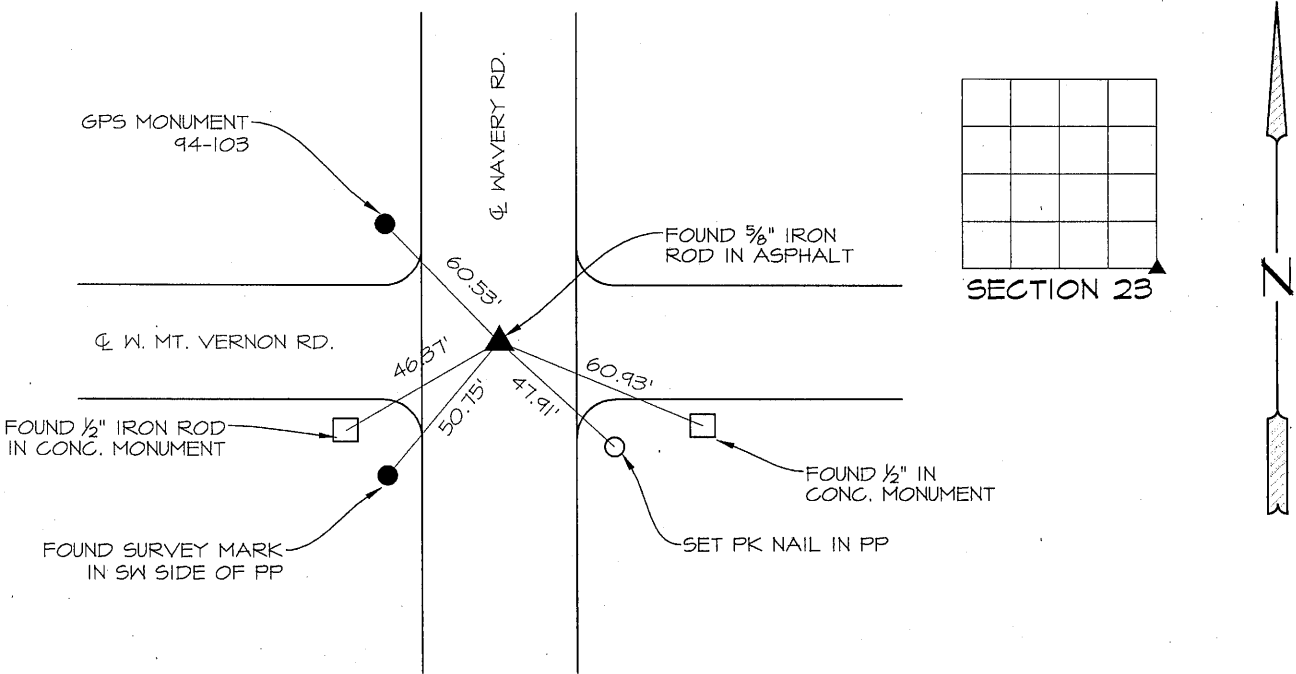 GPS MONUMENT
94-103
℄ WAVERY RD.
FOUND 5/8" IRON
ROD IN ASPHALT
SECTION 23
N
60.53'
℄ W. MT. VERNON RD.
46.37'
50.75'
47.91'
60.93'
FOUND 1/2" IRON ROD
IN CONC. MONUMENT
FOUND 1/2" IN
CONC. MONUMENT
FOUND SURVEY MARK
IN SW SIDE OF PP
SET PK NAIL IN PP